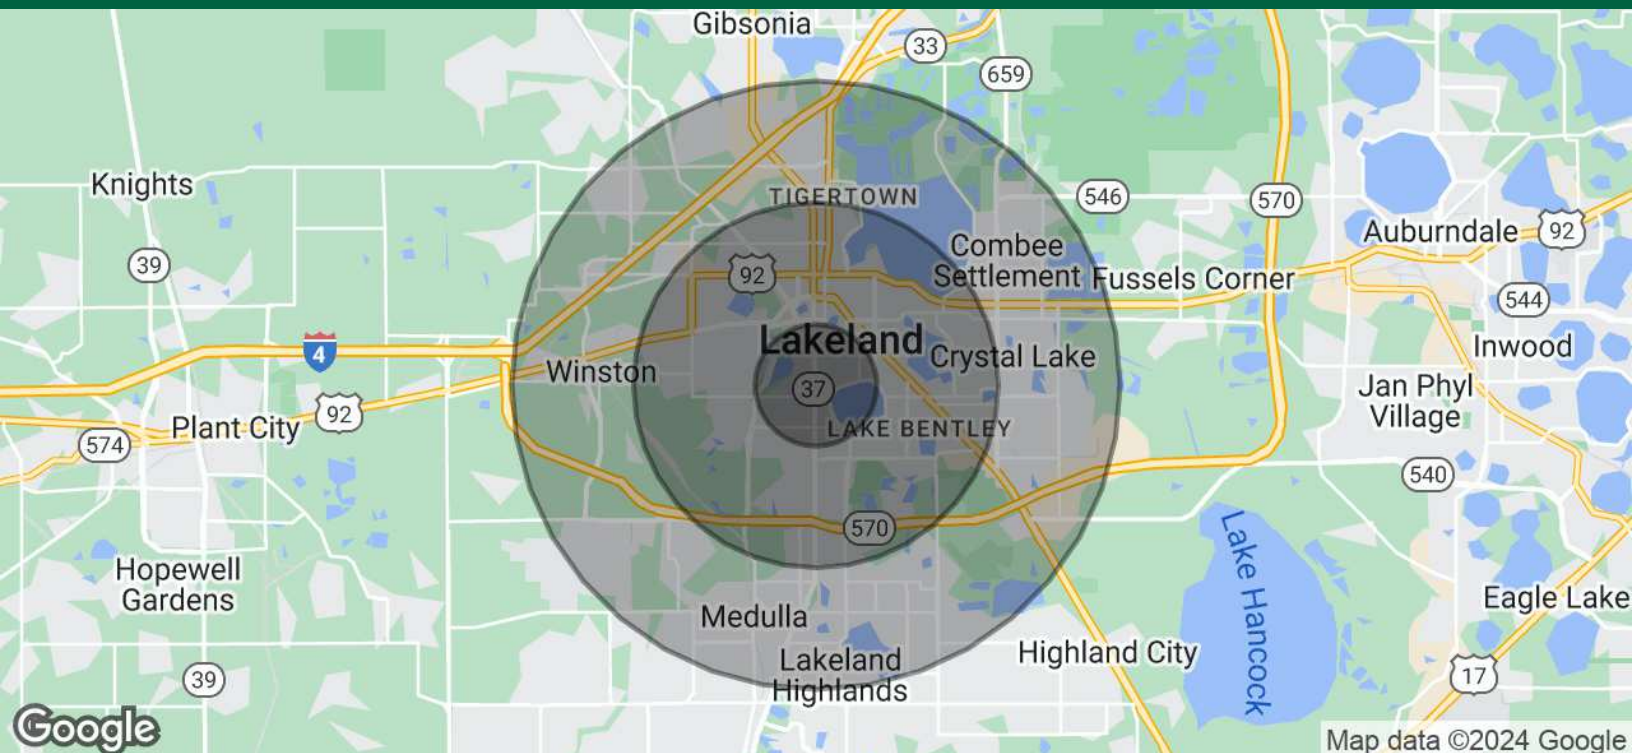 Gibsonia
33
659
Knights
TIGERTOWN
546
570
39
Auburndale
92
Combee
Settlement
Fussels Corner
92
544
Lakeland
4
Inwood
Crystal Lake
Winston
37
Jan Phyl
Village
92
Plant City
LAKE BENTLEY
574
540
570
Lake Hancock
Hopewell
Gardens
Eagle Lake
Medulla
Highland City
Lakeland
Highlands
39
17
Google
Map data ©2024 Google